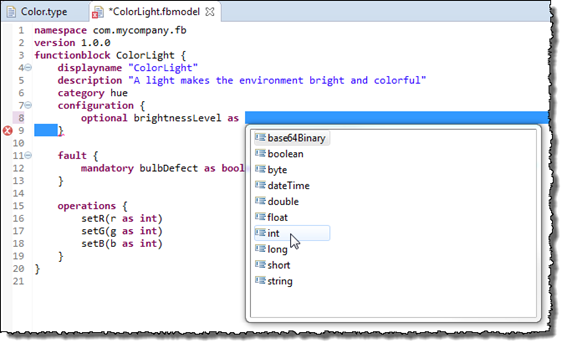 Color.type
*ColorLight.fbmodel
1 namespace com.mycompany.fb
2 version 1.0.0
3 functionblock ColorLight {
4 displayname "ColorLight"
5 description "A light makes the environment bright and colorful"
6 category hue
7 configuration {
8 optional brightnessLevel as
9 }
10
11 fault {
12 mandatory bulbDefect as bool
13 }
14
15 operations {
16 setR(r as int)
17 setG(g as int)
18 setB(b as int)
19 }
20 }
21
base64Binary
boolean
byte
dateTime
double
float
int
long
short
string